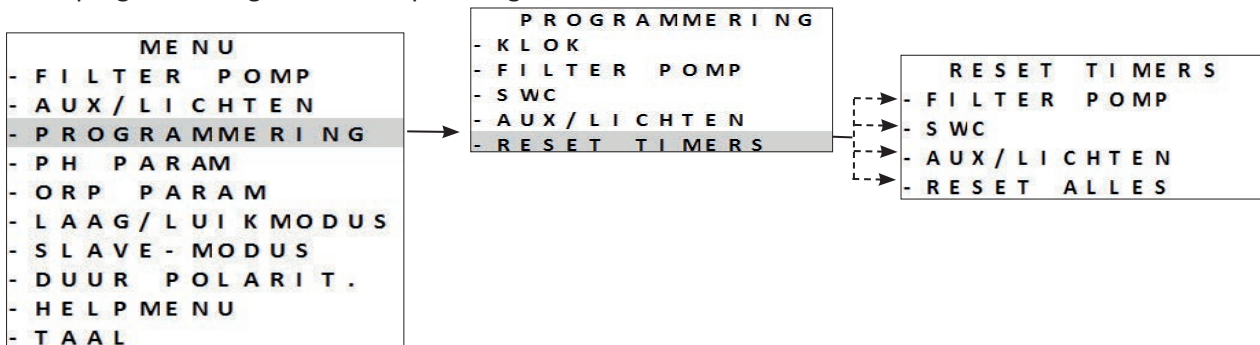 MENU
- FILTER POMP
- AUX/LICHTEN
- PROGRAMMERING
- PH PARAM
- ORP PARAM
- LAAG/LUIKMODUS
- SLAVE-MODUS
- DUUR POLARIT.
- HELPMENU
- TAAL
PROGRAMMERING
- KLOK
- FILTER POMP
- SWC
- AUX/LICHTEN
- RESET TIMERS
RESET TIMERS
- FILTER POMP
- SWC
- AUX/LICHTEN
- RESET ALLES